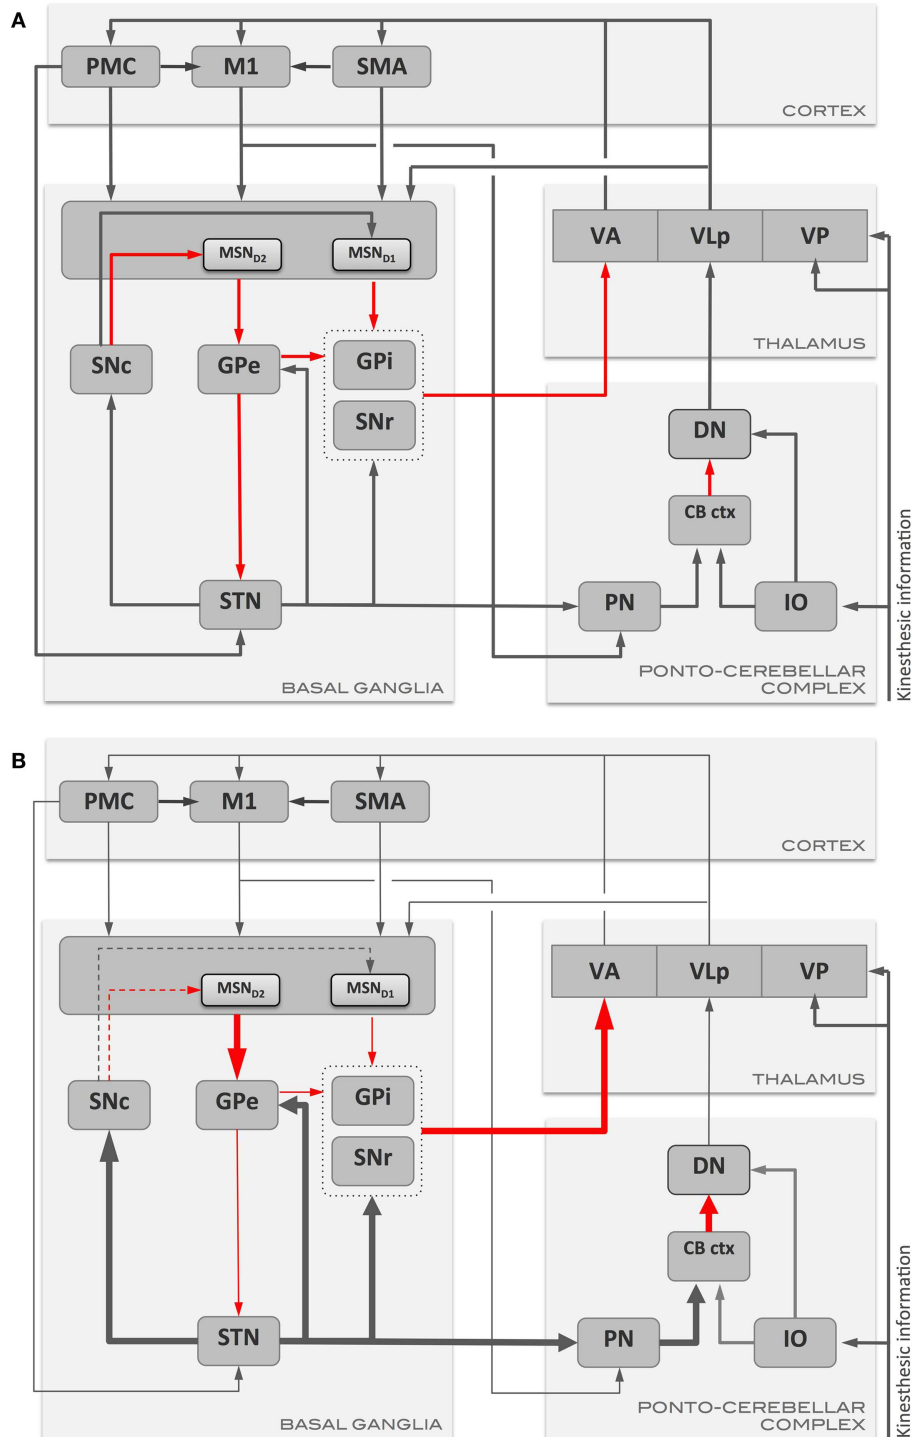 A
PMC
M1
SMA
CORTEX
MSND2
MSND1
VA
VLp
VP
THALAMUS
SNc
GPe
GPi
SNr
DN
CB ctx
STN
PN
IO
BASAL GANGLIA
PONTO-CEREBELLAR
COMPLEX
Kinesthesic information
B
PMC
M1
SMA
CORTEX
MSND2
MSND1
VA
VLp
VP
THALAMUS
SNc
GPe
GPi
SNr
DN
CB ctx
STN
PN
IO
BASAL GANGLIA
PONTO-CEREBELLAR
COMPLEX
Kinesthesic information